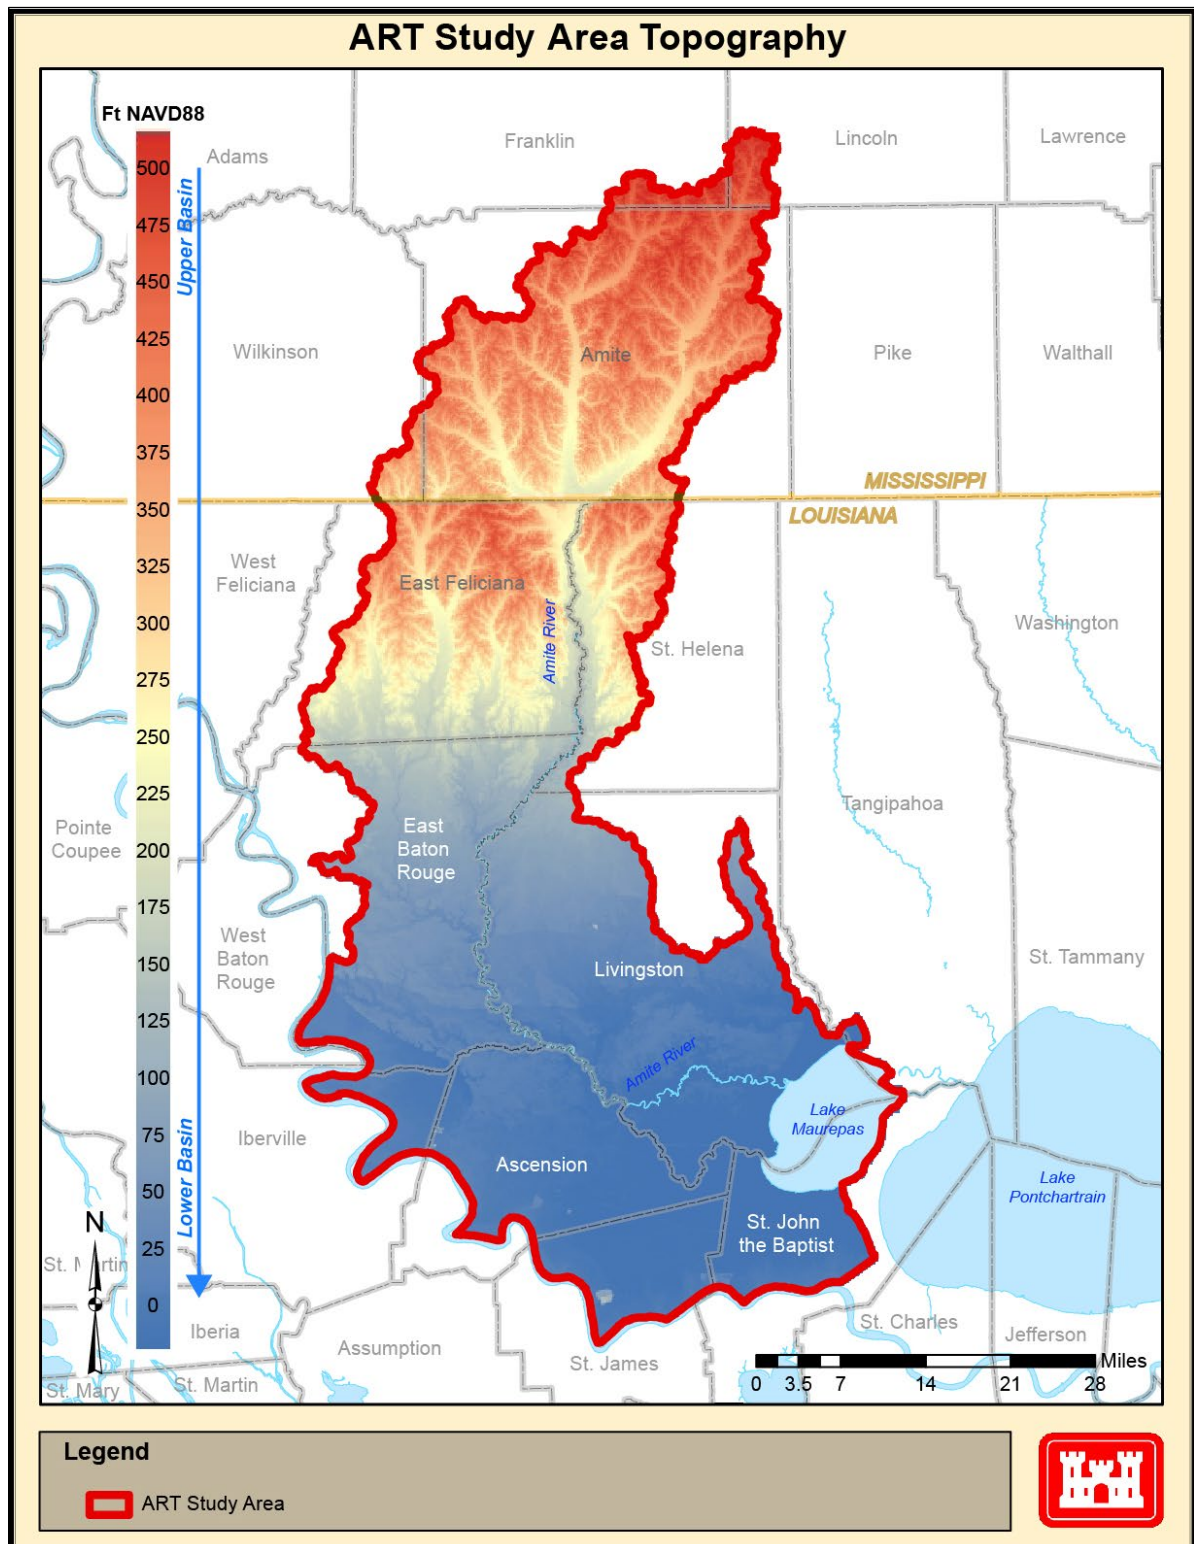 ART Study Area Topography
Ft NAVD88
500
475
450
425
400
375
350
325
300
275
250
225
200
175
150
125
100
75
50
25
0
Upper Basin
Lower Basin
Adams
Franklin
Lincoln
Lawrence
Wilkinson
Amite
Pike
Walthall
MISSISSIPPI
LOUISIANA
West
Feliciana
East Feliciana
Amite River
St. Helena
Washington
Tangipahoa
Pointe
Coupee
East
Baton
Rouge
West
Baton
Rouge
Livingston
St. Tammany
Amite River
Lake
Maurepas
Iberville
Ascension
Lake
Pontchartrain
St. John
the Baptist
N
St. Martin
Iberia
Assumption
St. James
St. Charles
Jefferson
St. Mary
St. Martin
Miles
0 3.5 7 14 21 28
Legend
ART Study Area